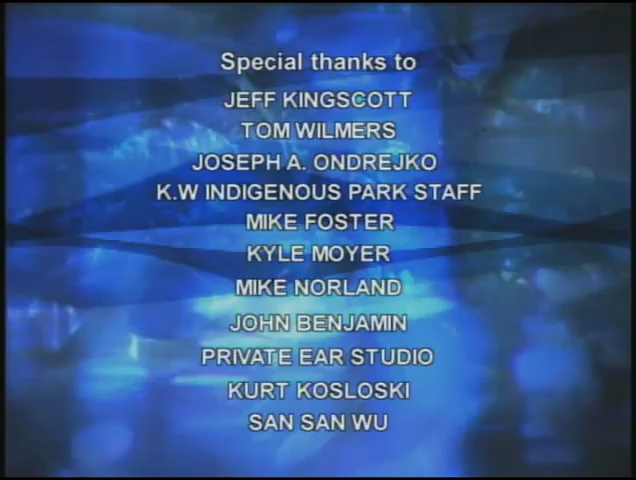 Special thanks to
JEFF KINGSCOTT
TOM WILMERS
JOSEPH A. ONDREJKO
K.W INDIGENOUS PARK STAFF
MIKE FOSTER
KYLE MOYER
MIKE NORLAND
JOHN BENJAMIN
PRIVATE EAR STUDIO
KURT KOSLOSKI
SAN SAN WU